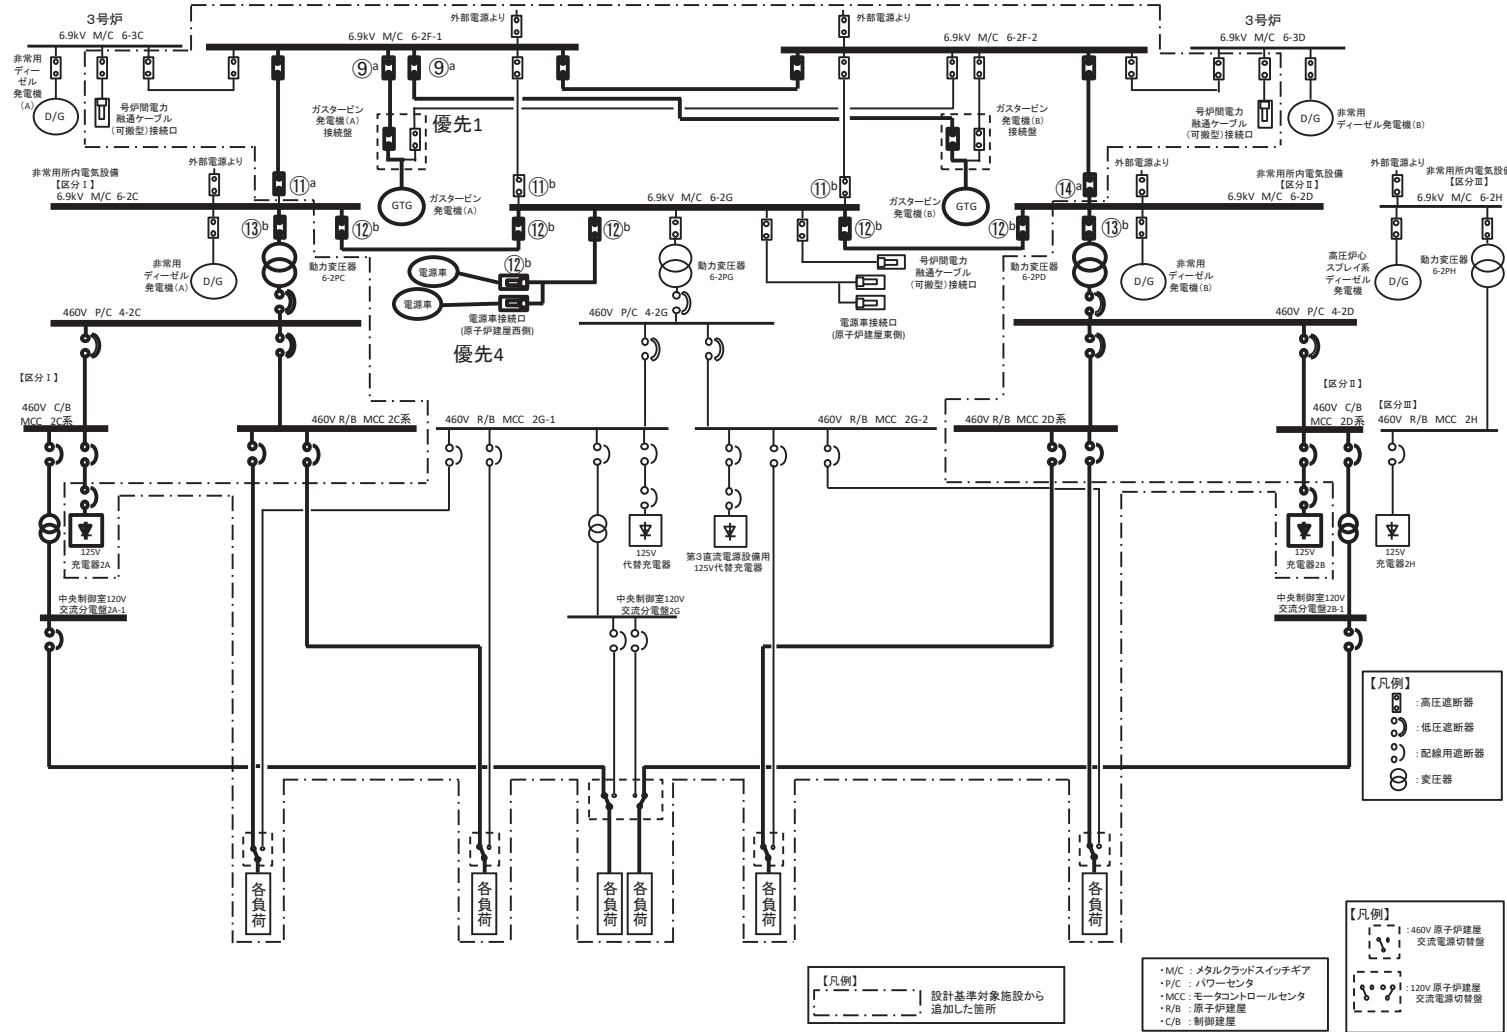 3号炉
6.9kV M/C 6-3C
6.9kV M/C 6-2F-1
外部電源より
外部電源より
6.9kV M/C 6-2F-2
3号炉
6.9kV M/C 6-3D
非常用
ディー
ゼル
発電機
(A)
D/G
号炉間電力
融通ケーブル
(可搬型)接続口
⑨a
⑨a
ガスタービン
発電機(A)
接続盤
優先1
ガスタービン
発電機(B)
接続盤
号炉間電力
融通ケーブル
(可搬型)接続口
D/G
非常用
ディーゼル発電機(B)
非常用所内電気設備
【区分Ⅰ】
6.9kV M/C 6-2C
外部電源より
⑪a
GTG
ガスタービン
発電機(A)
⑪b
6.9kV M/C 6-2G
⑪b
ガスタービン
発電機(B)
GTG
⑭a
外部電源より
非常用所内電気設備
【区分Ⅱ】
6.9kV M/C 6-2D
外部電源より
非常用所内電気設備
【区分Ⅲ】
6.9kV M/C 6-2H
⑬b
⑫b
⑫b
⑫b
⑫b
⑫b
⑬b
非常用
ディーゼル
発電機(A)
D/G
動力変圧器
6-2PC
電源車
電源車
⑫b
電源車接続口
(原子炉建屋西側)
優先4
動力変圧器
6-2PG
号炉間電力
融通ケーブル
(可搬型)接続口
電源車接続口
(原子炉建屋東側)
動力変圧器
6-2PD
D/G
非常用
ディーゼル
発電機(B)
高圧炉心
スプレイ系
ディーゼル
発電機
D/G
動力変圧器
6-2PH
460V P/C 4-2C
460V P/C 4-2G
460V P/C 4-2D
【区分Ⅰ】
460V C/B
MCC 2C系
460V R/B MCC 2C系
460V R/B MCC 2G-1
460V R/B MCC 2G-2
460V R/B MCC 2D系
【区分Ⅱ】
460V C/B
MCC 2D系
【区分Ⅲ】
460V R/B MCC 2H
125V
充電器2A
125V
代替充電器
第3直流電源設備用
125V代替充電器
125V
充電器2B
125V
充電器2H
中央制御室120V
交流分電盤2A-1
中央制御室120V
交流分電盤2G
中央制御室120V
交流分電盤2B-1
【凡例】
:高圧遮断器
:低圧遮断器
:配線用遮断器
:変圧器
各負荷
各負荷
各負荷
各負荷
各負荷
各負荷
【凡例】
設計基準対象施設から
追加した箇所
・M/C :メタルクラッドスイッチギア
・P/C :パワーセンタ
・MCC:モータコントロールセンタ
・R/B :原子炉建屋
・C/B :制御建屋
【凡例】
:460V 原子炉建屋
交流電源切替盤
:120V 原子炉建屋
交流電源切替盤